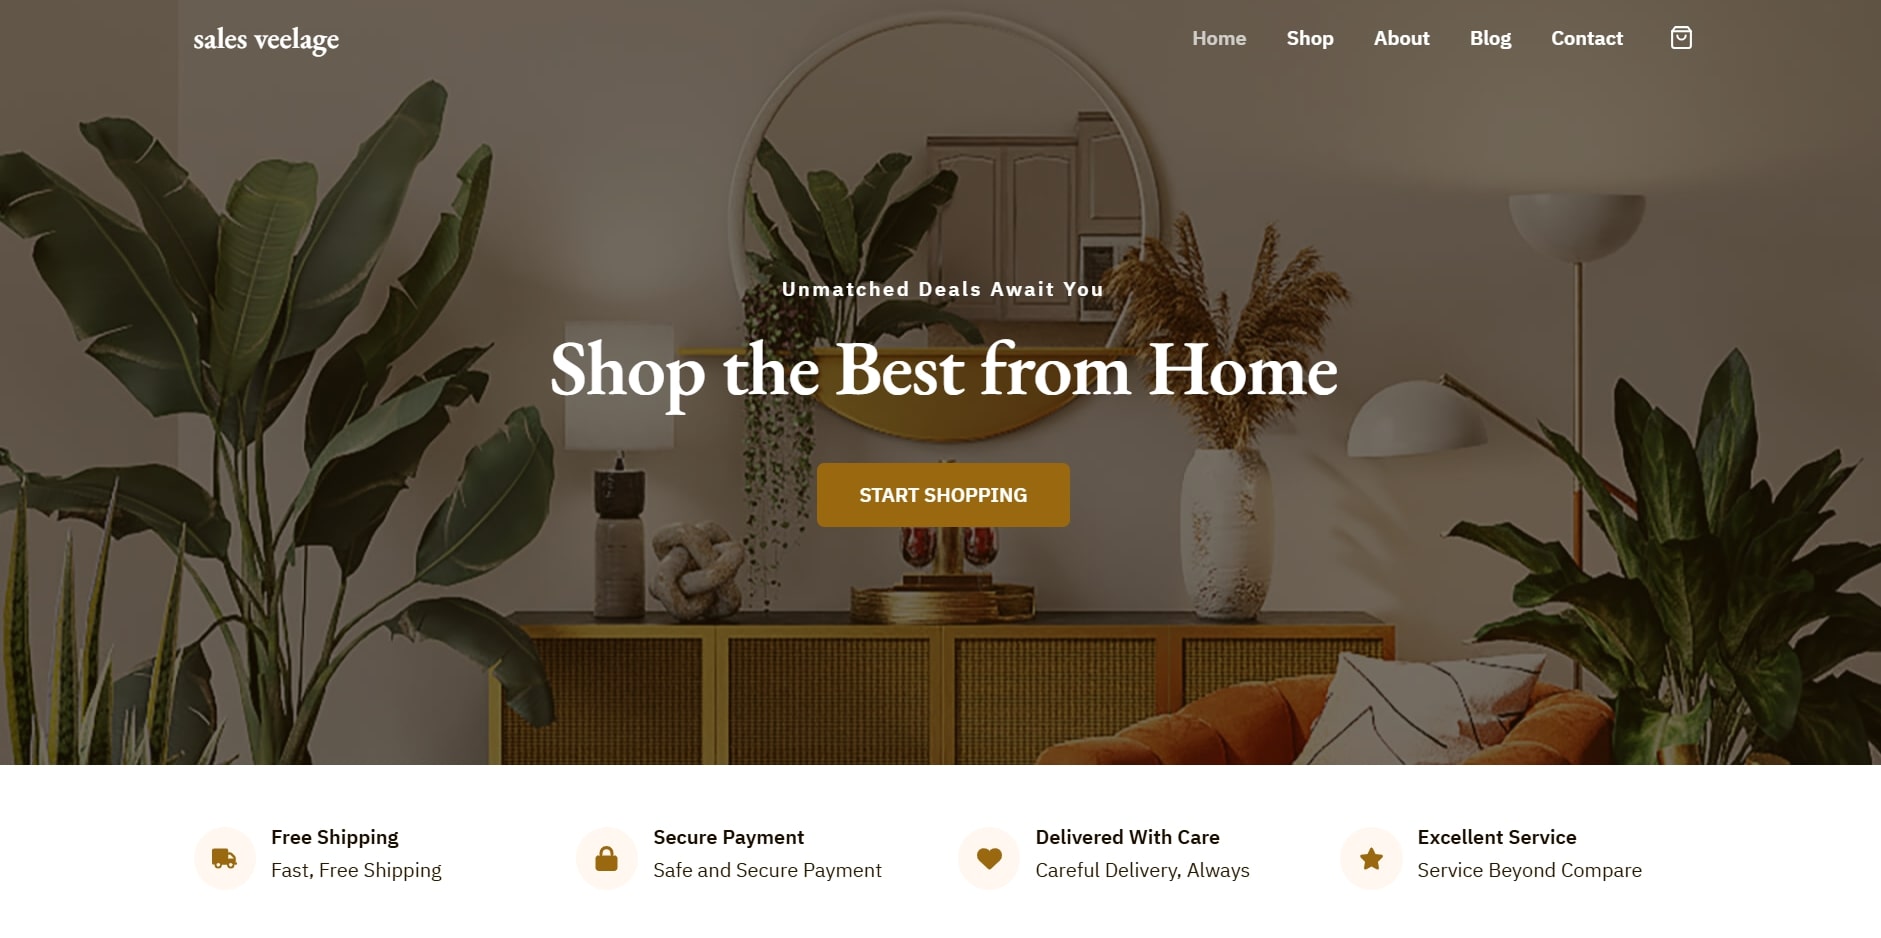 sales veelage
Home Shop About Blog Contact
Unmatched Deals Await You
Shop the Best from Home
START SHOPPING
Free Shipping
Fast, Free Shipping
Secure Payment
Safe and Secure Payment
Delivered With Care
Careful Delivery, Always
Excellent Service
Service Beyond Compare